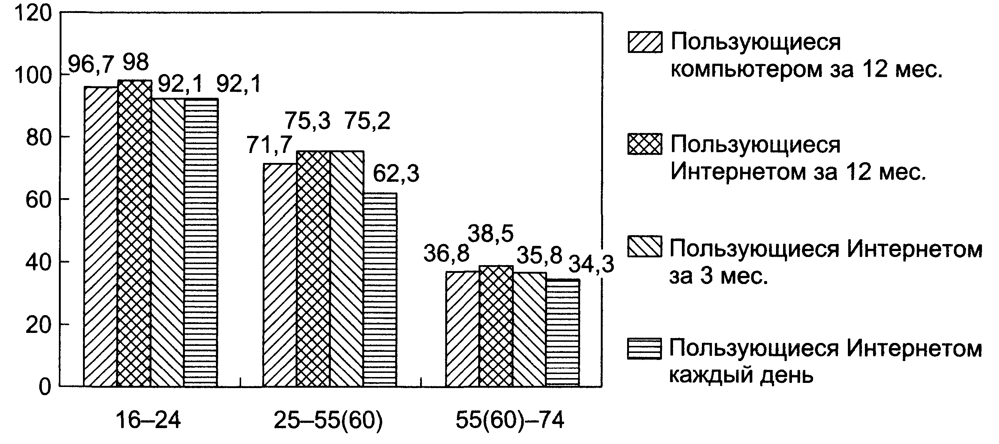 120
100
80
60
40
20
0
96,7
98
92,1
92,1
71,7
75,3
75,2
62,3
36,8
38,5
35,8
34,3
16–24
25–55(60)
55(60)–74
Пользующиеся
компьютером за 12 мес.
Пользующиеся
Интернетом за 12 мес.
Пользующиеся Интернетом
за 3 мес.
Пользующиеся Интернетом
каждый день